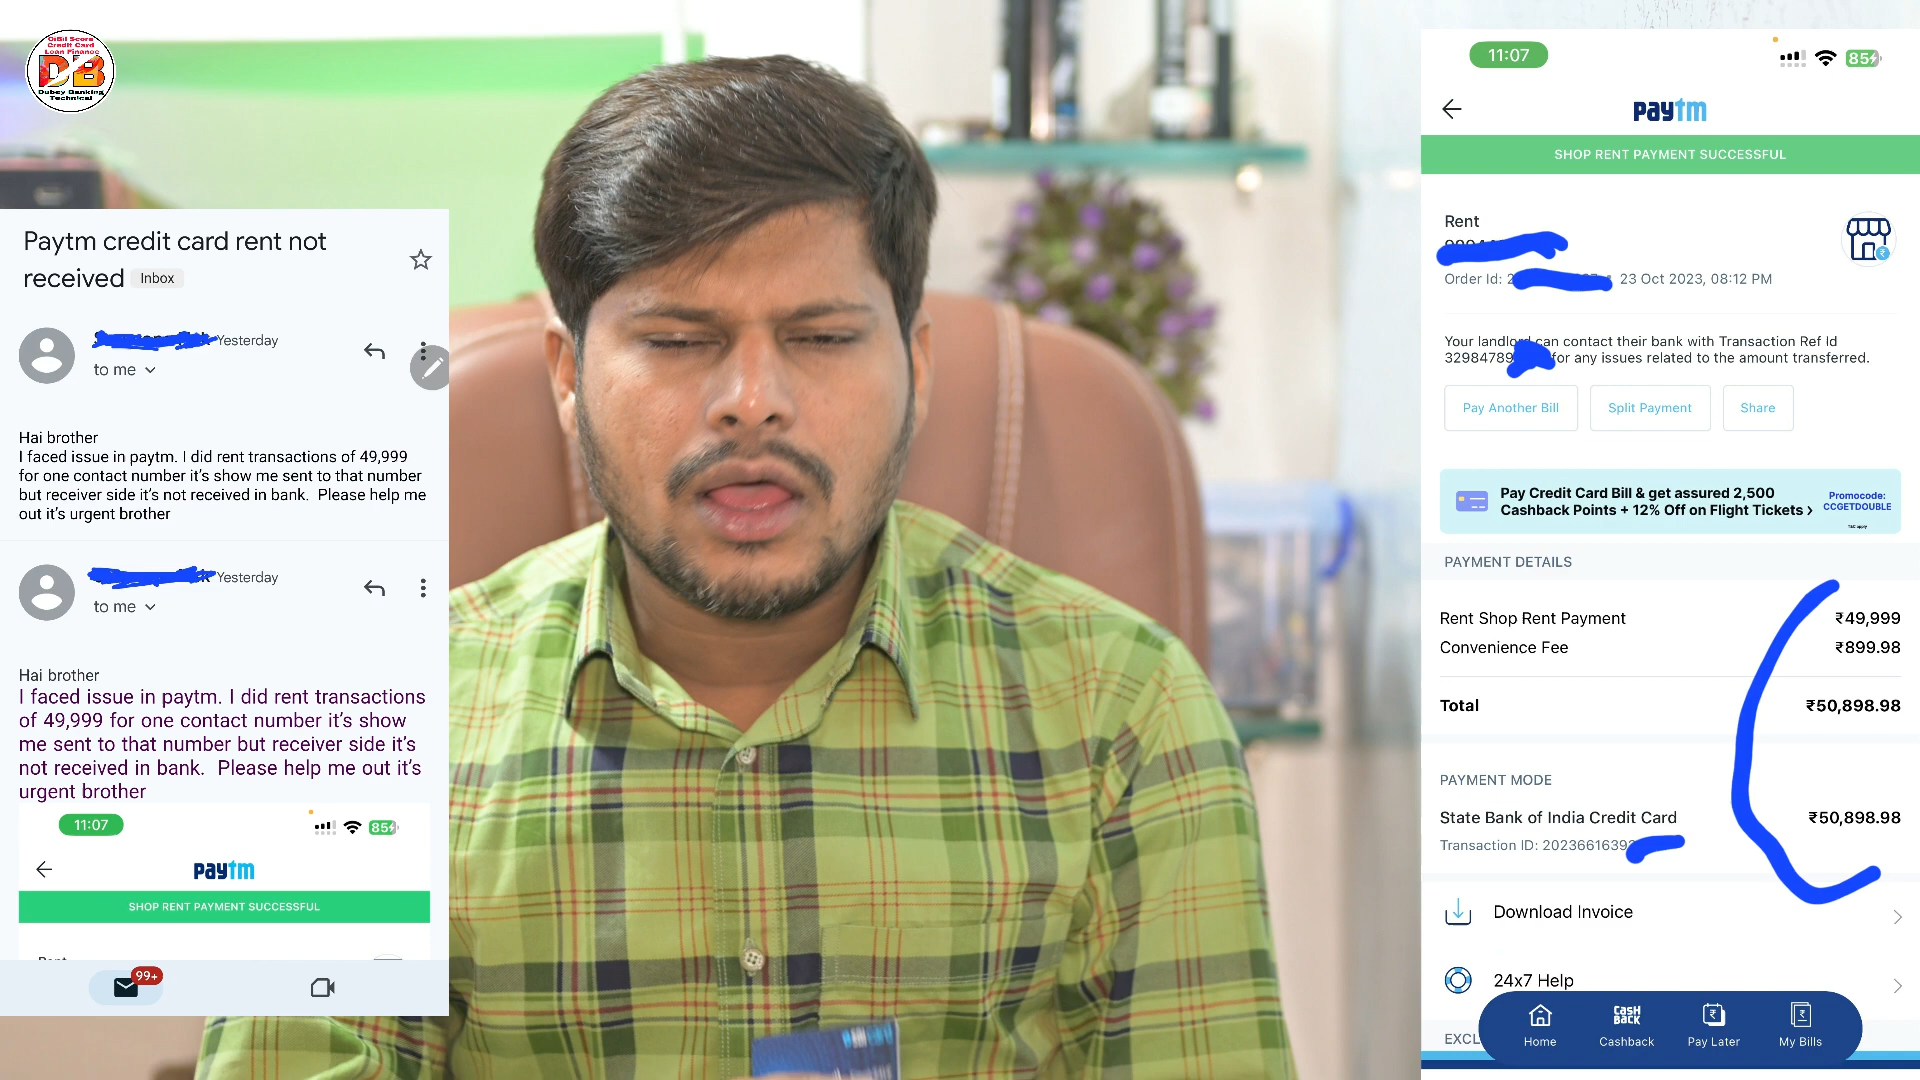 CIBIL Score
Credit Card
Loan Finance
DB
Dubey Banking
Technical
Paytm credit card rent not
received Inbox
Yesterday
to me
Hai brother
I faced issue in paytm. I did rent transactions of 49,999
for one contact number it's show me sent to that number
but receiver side it's not received in bank.  Please help me
out it's urgent brother
Yesterday
to me
Hai brother
I faced issue in paytm. I did rent transactions
of 49,999 for one contact number it's show
me sent to that number but receiver side it's
not received in bank.  Please help me out it's
urgent brother
11:07
85
paytm
SHOP RENT PAYMENT SUCCESSFUL
99+
11:07
85
paytm
SHOP RENT PAYMENT SUCCESSFUL
Rent
Order Id: 23 Oct 2023, 08:12 PM
Your landlord can contact their bank with Transaction Ref Id
32984789 for any issues related to the amount transferred.
Pay Another Bill
Split Payment
Share
Pay Credit Card Bill & get assured 2,500
Cashback Points + 12% Off on Flight Tickets >
Promocode:
CCGETDOUBLE
T&C apply
PAYMENT DETAILS
Rent Shop Rent Payment ₹49,999
Convenience Fee ₹899.98
Total ₹50,898.98
PAYMENT MODE
State Bank of India Credit Card ₹50,898.98
Transaction ID: 2023661639
Download Invoice
24x7 Help
EXCL
Home
CASH BACK
Cashback
Pay Later
My Bills